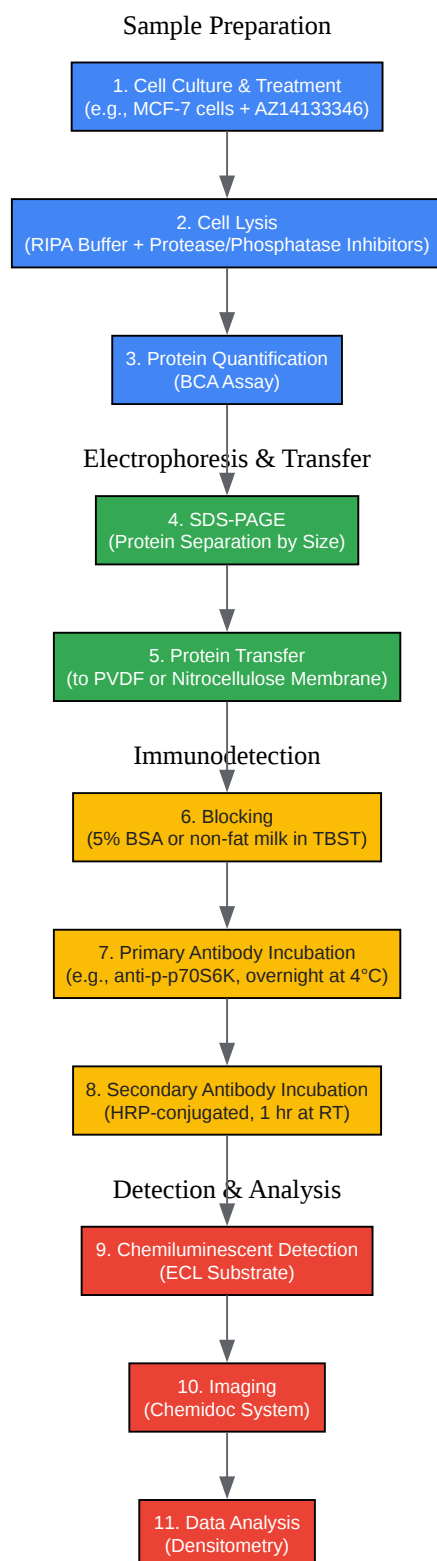 Sample Preparation
1. Cell Culture & Treatment
(e.g., MCF-7 cells + AZ14133346)
2. Cell Lysis
(RIPA Buffer + Protease/Phosphatase Inhibitors)
3. Protein Quantification
(BCA Assay)
Electrophoresis & Transfer
4. SDS-PAGE
(Protein Separation by Size)
5. Protein Transfer
(to PVDF or Nitrocellulose Membrane)
Immunodetection
6. Blocking
(5% BSA or non-fat milk in TBST)
7. Primary Antibody Incubation
(e.g., anti-p-p70S6K, overnight at 4°C)
8. Secondary Antibody Incubation
(HRP-conjugated, 1 hr at RT)
Detection & Analysis
9. Chemiluminescent Detection
(ECL Substrate)
10. Imaging
(Chemidoc System)
11. Data Analysis
(Densitometry)